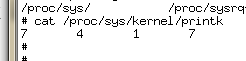 /proc/sys/ /proc/sysrq
# cat /proc/sys/kernel/printk
7 4 1 7
#
#